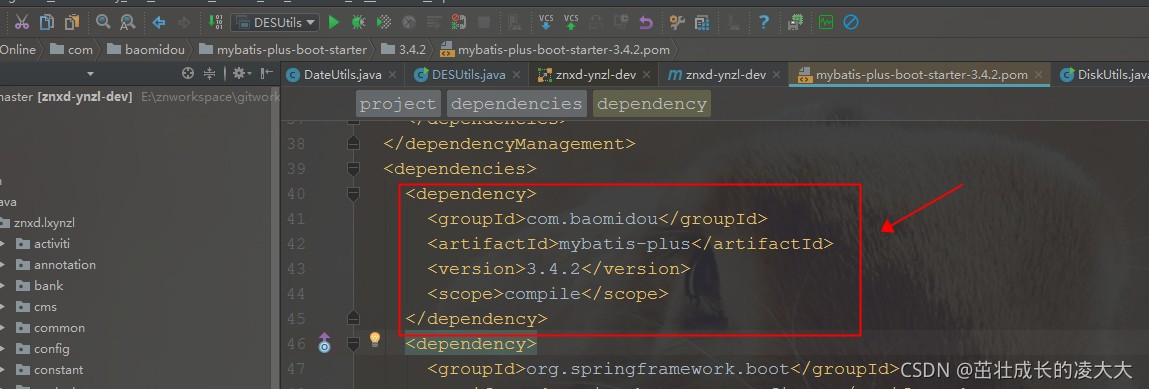 DESUtils
VCS VCS
Online com baomidou mybatis-plus-boot-starter 3.4.2 mybatis-plus-boot-starter-3.4.2.pom
DateUtils.java DESUtils.java znxd-ynzl-dev m znxd-ynzl-dev mybatis-plus-boot-starter-3.4.2.pom DiskUtils.java
master [znxd-ynzl-dev] E:\znworkspace\gitwork
project dependencies dependency
37 </dependencies>
38 </dependencyManagement>
39 <dependencies>
40 <dependency>
41 <groupId>com.baomidou</groupId>
42 <artifactId>mybatis-plus</artifactId>
43 <version>3.4.2</version>
44 <scope>compile</scope>
45 </dependency>
46 <dependency>
47 <groupId>org.springframework.boot</groupId>
ava
znxd.lxynzl
activiti
annotation
bank
cms
common
config
constant
CSDN @茁壮成长的凌大大